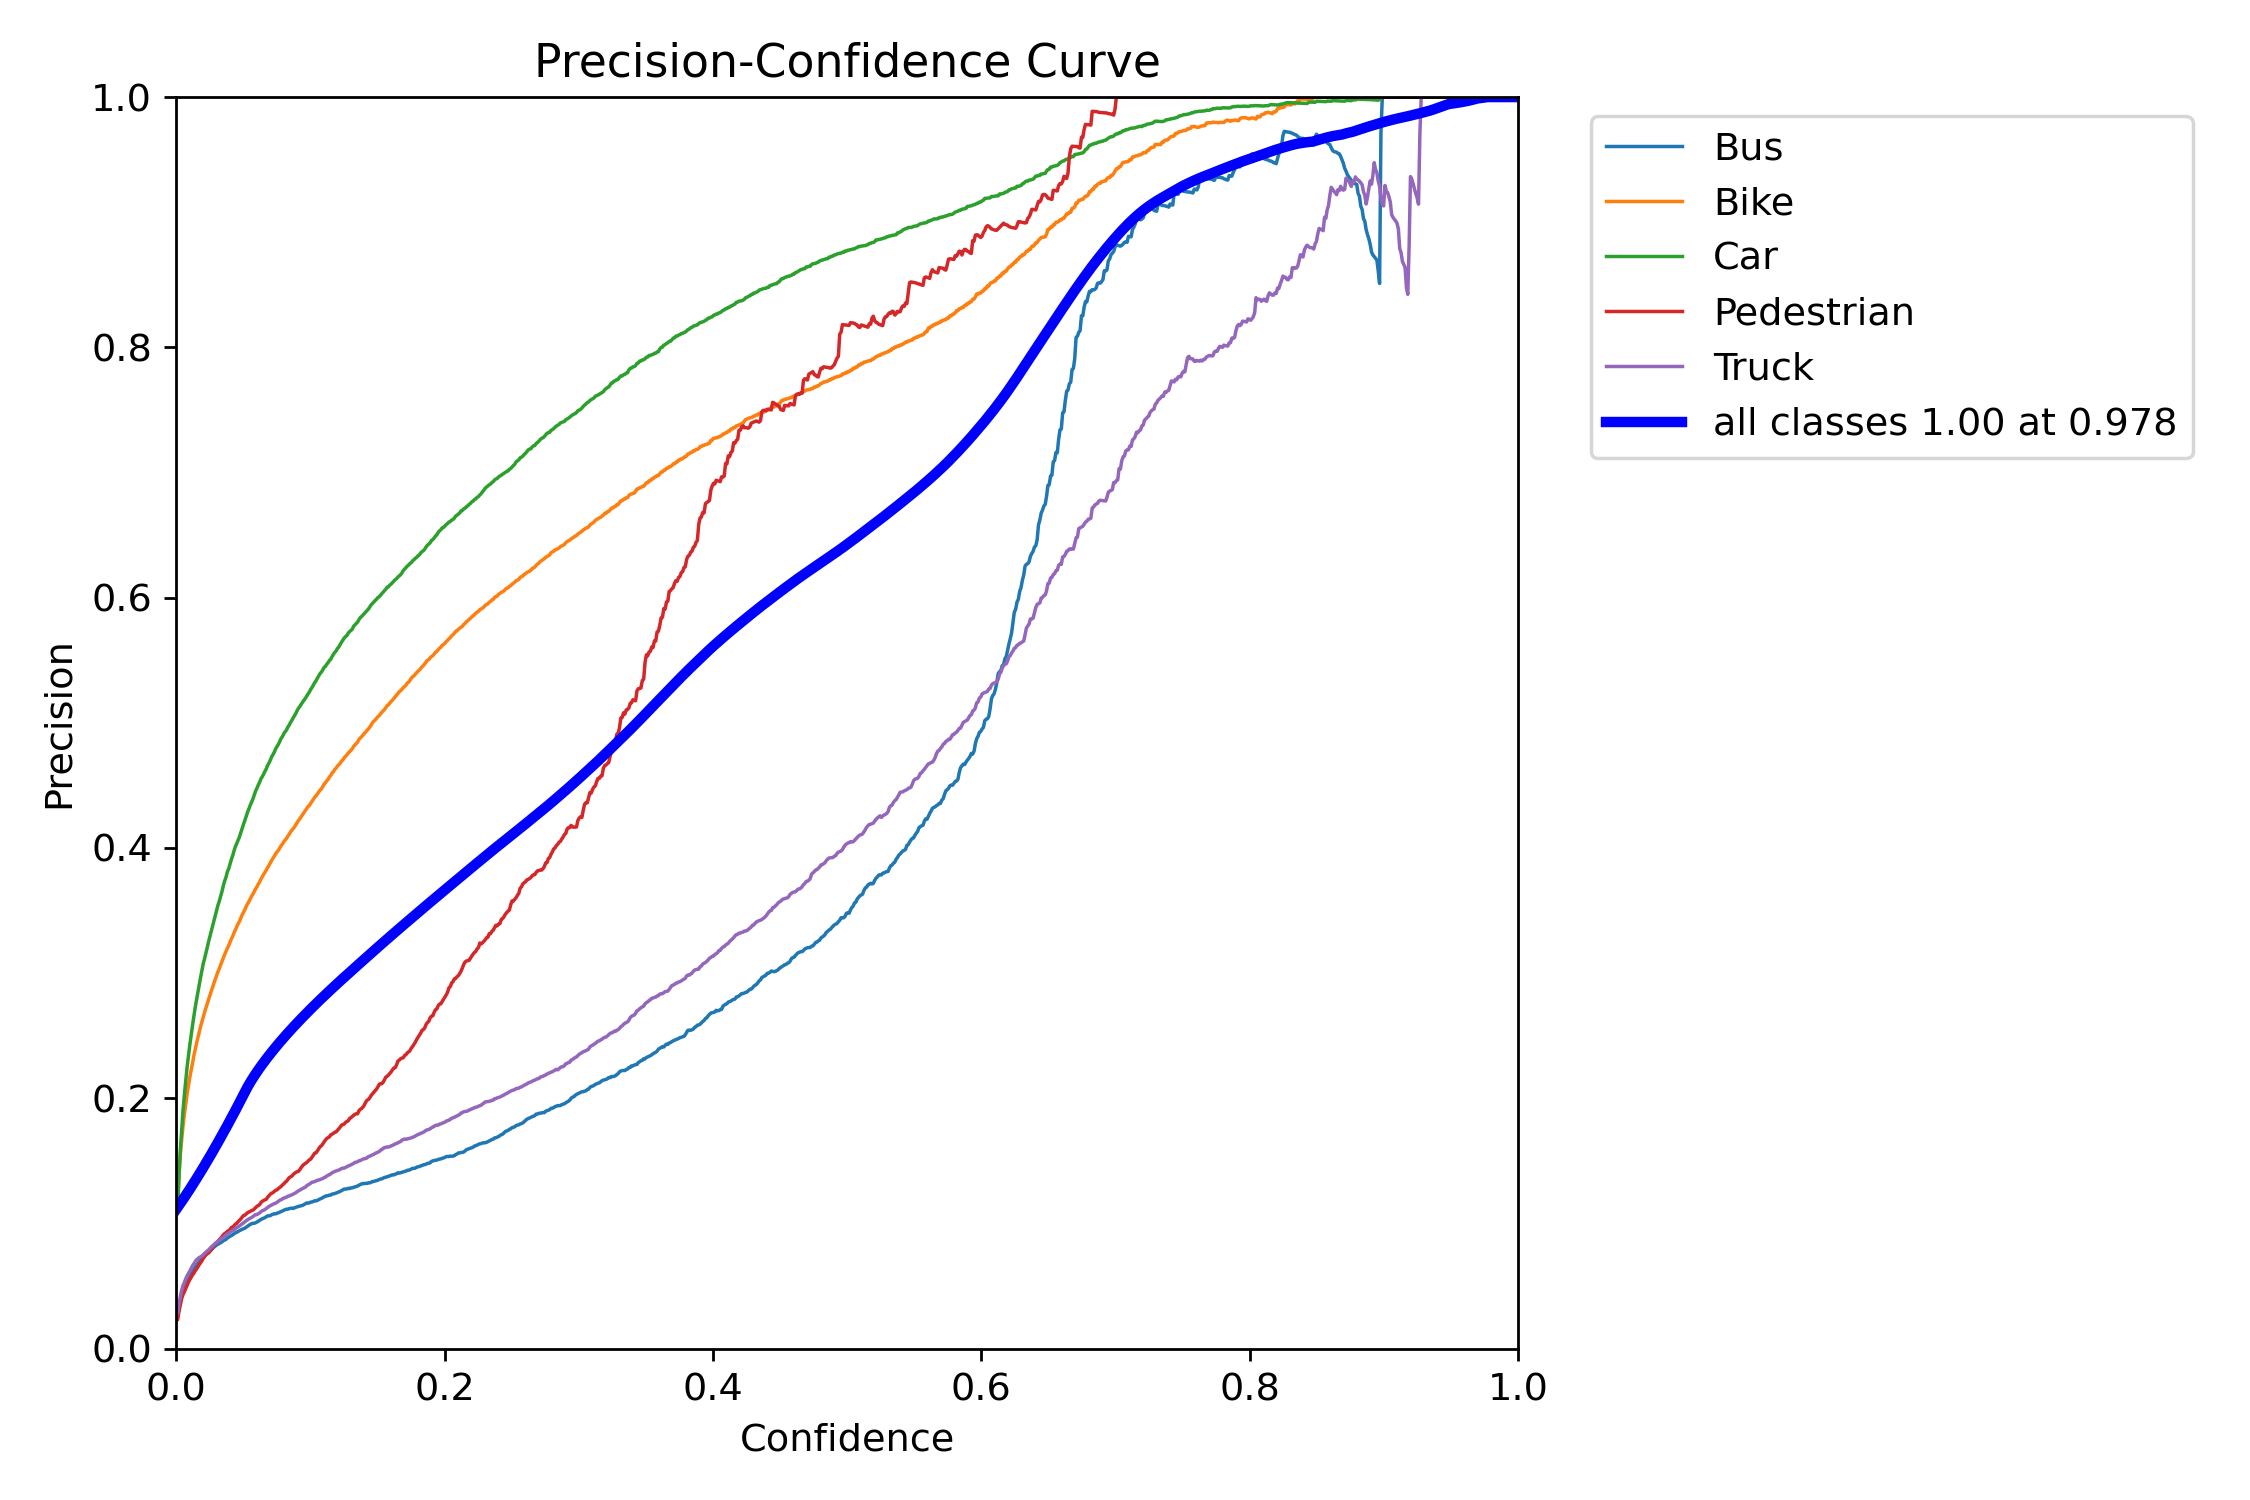 Precision-Confidence Curve
1.0
0.8
0.6
0.4
0.2
0.0
Precision
0.0 0.2 0.4 0.6 0.8 1.0
Confidence
Bus
Bike
Car
Pedestrian
Truck
all classes 1.00 at 0.978